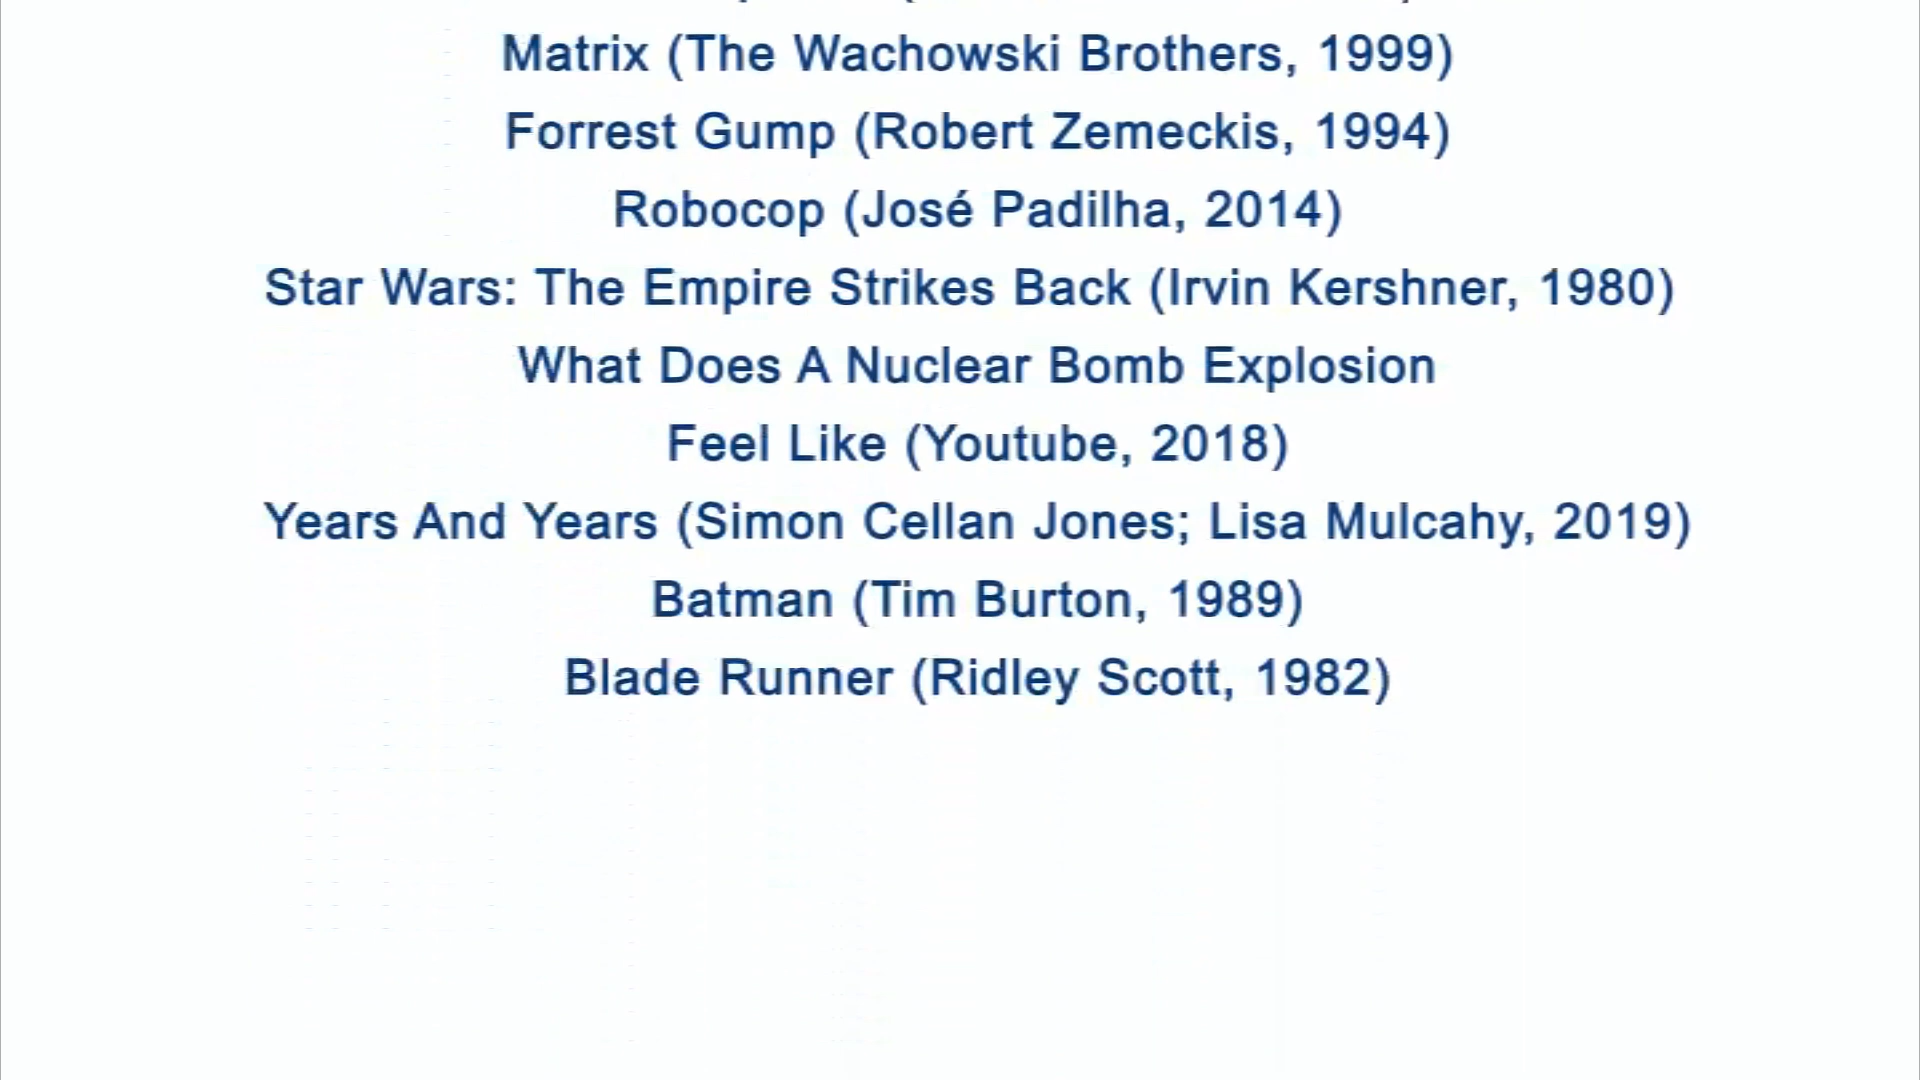 Matrix (The Wachowski Brothers, 1999)
Forrest Gump (Robert Zemeckis, 1994)
Robocop (José Padilha, 2014)
Star Wars: The Empire Strikes Back (Irvin Kershner, 1980)
What Does A Nuclear Bomb Explosion
Feel Like (Youtube, 2018)
Years And Years (Simon Cellan Jones; Lisa Mulcahy, 2019)
Batman (Tim Burton, 1989)
Blade Runner (Ridley Scott, 1982)